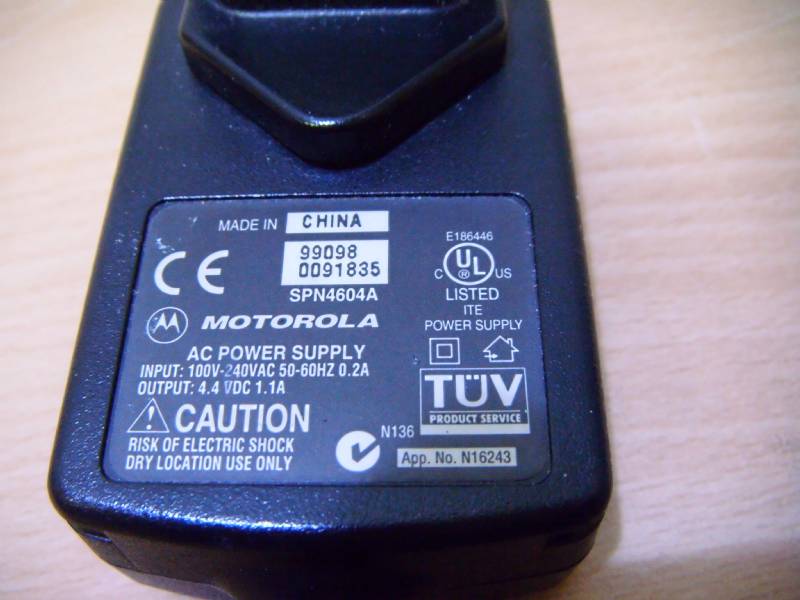 MADE IN CHINA
99098
0091835
SPN4604A
CE
MOTOROLA
AC POWER SUPPLY
INPUT: 100V-240VAC 50-60HZ 0.2A
OUTPUT: 4.4 VDC 1.1A
CAUTION
RISK OF ELECTRIC SHOCK
DRY LOCATION USE ONLY
E186446
C UL ® US
LISTED
ITE
POWER SUPPLY
TÜV
PRODUCT SERVICE
N136
App. No. N16243